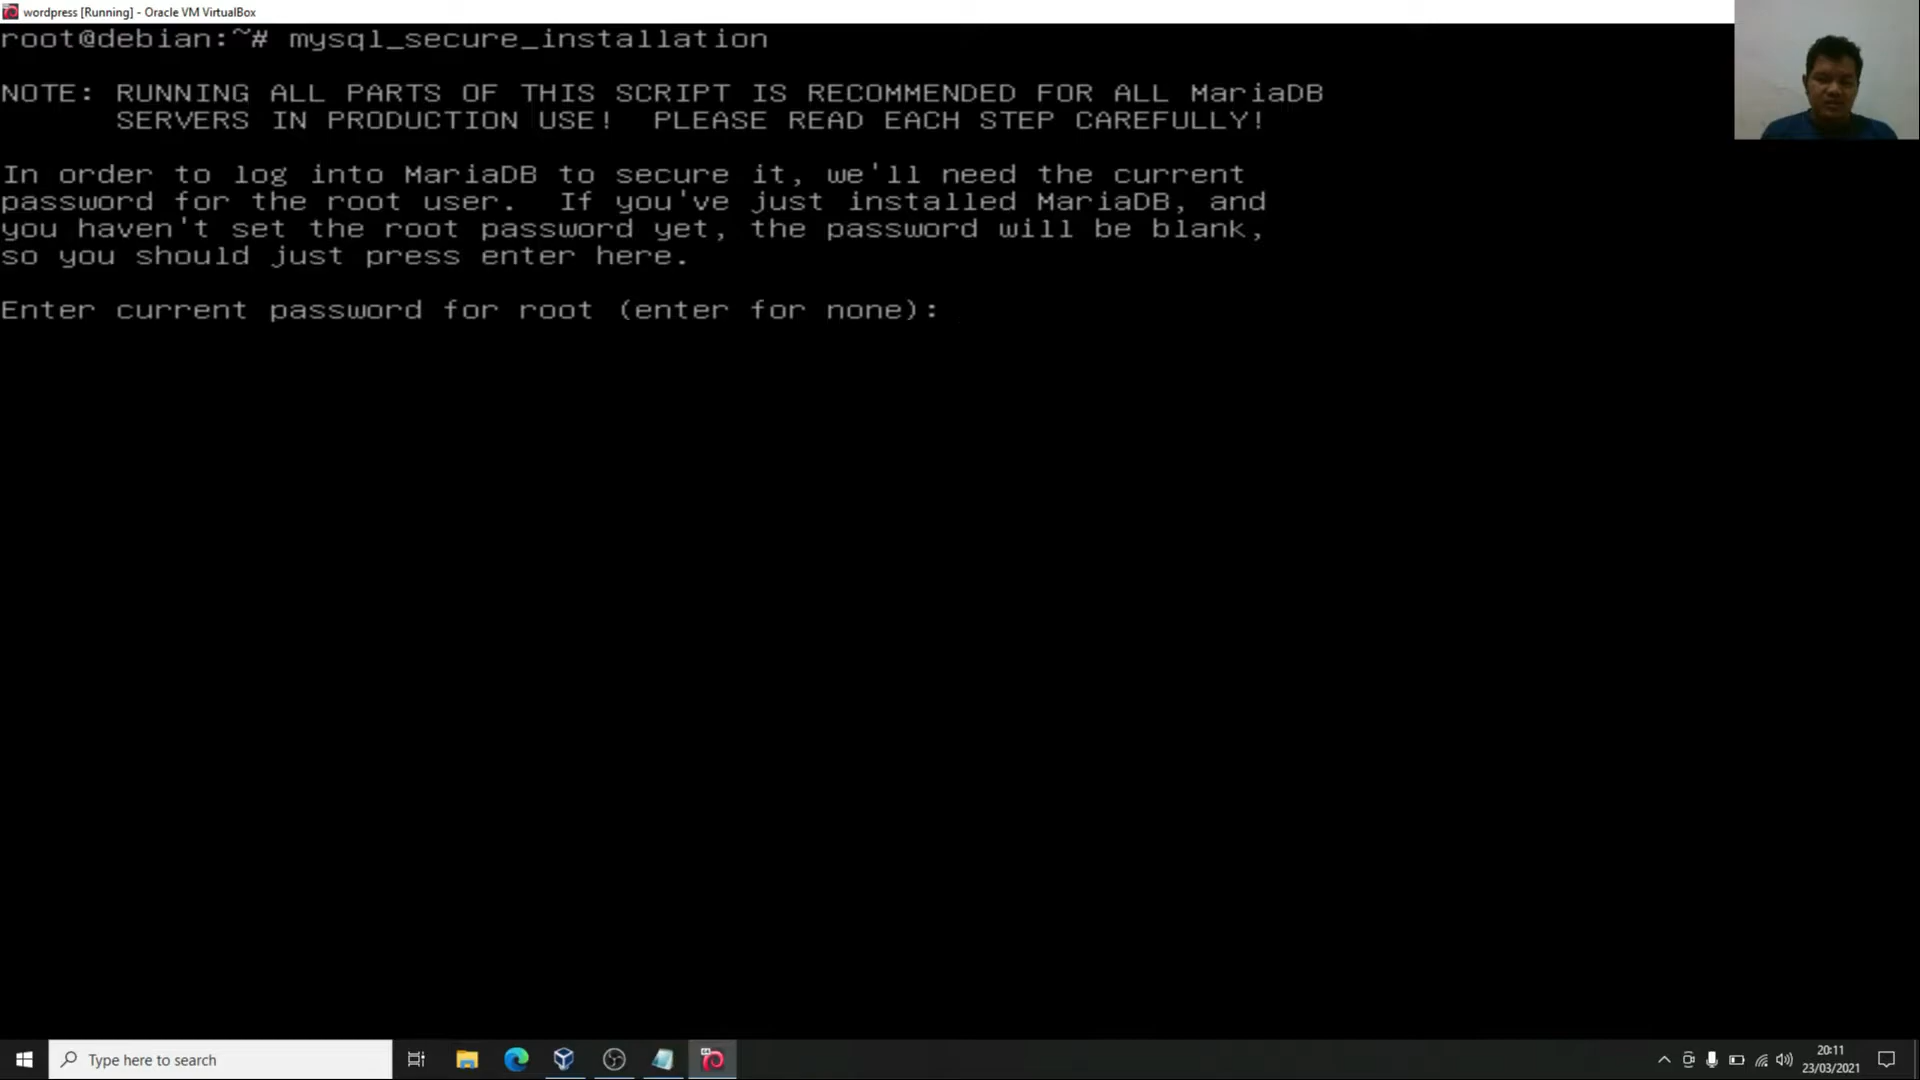 wordpress [Running] - Oracle VM VirtualBox
root@debian:~# mysql_secure_installation
NOTE: RUNNING ALL PARTS OF THIS SCRIPT IS RECOMMENDED FOR ALL MariaDB
SERVERS IN PRODUCTION USE!  PLEASE READ EACH STEP CAREFULLY!
In order to log into MariaDB to secure it, we'll need the current
password for the root user.  If you've just installed MariaDB, and
you haven't set the root password yet, the password will be blank,
so you should just press enter here.
Enter current password for root (enter for none):
Type here to search
20:11
23/03/2021